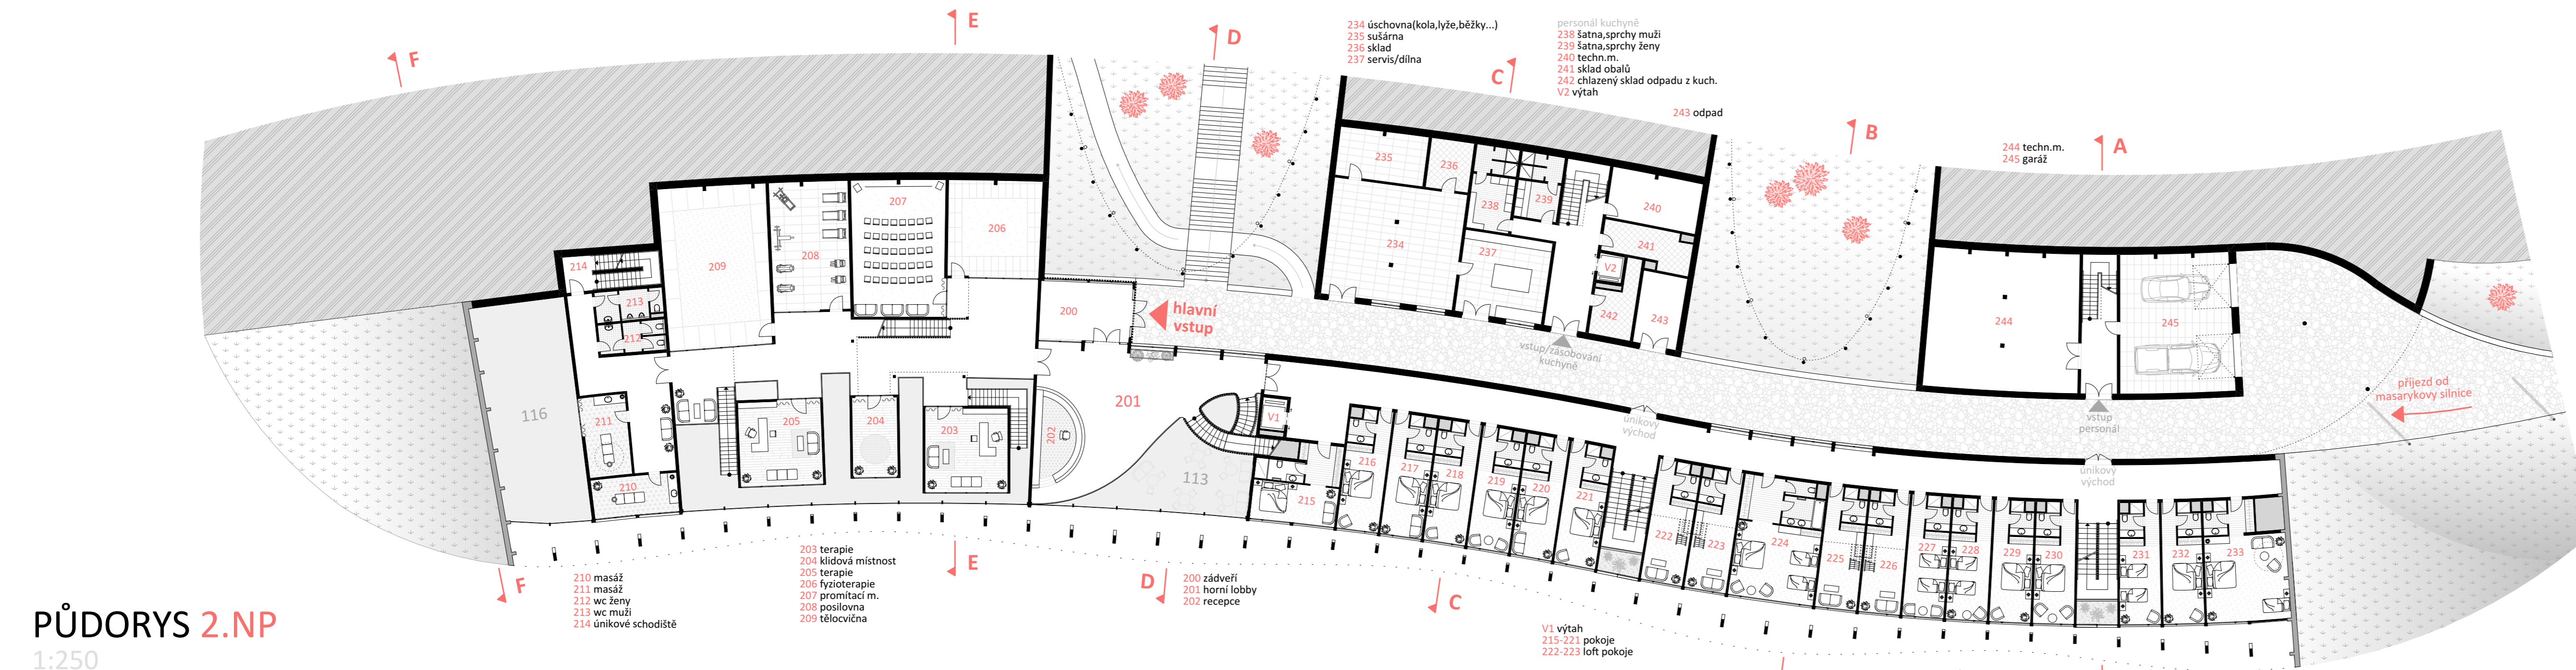 F
E
D
C
B
A
234 úschovna(kola,lyže,běžky...)
235 sušárna
236 sklad
237 servis/dílna
personál kuchyně
238 šatna,sprchy muži
239 šatna,sprchy ženy
240 techn.m.
241 sklad obalů
242 chlazený sklad odpadu z kuch.
V2 výtah
243 odpad
244 techn.m.
245 garáž
235
236
238
239
240
241
V2
242
243
234
237
207
206
208
209
214
213
212
211
210
205
204
203
202
200
201
116
113
hlavní
vstup
vstup/zásobování
kuchyně
únikový
východ
244
245
vstup
personál
únikový
východ
příjezd od
masarykovy silnice
V1
215
216
217
218
219
220
221
222
223
224
225
226
227
228
229
230
231
232
233
F
E
D
C
210 masáž
211 masáž
212 wc ženy
213 wc muži
214 únikové schodiště
203 terapie
204 klidová místnost
205 terapie
206 fyzioterapie
207 promítací m.
208 posilovna
209 tělocvična
200 zádveří
201 horní lobby
202 recepce
V1 výtah
215-221 pokoje
222-223 loft pokoje
PŮDORYS 2.NP
1:250